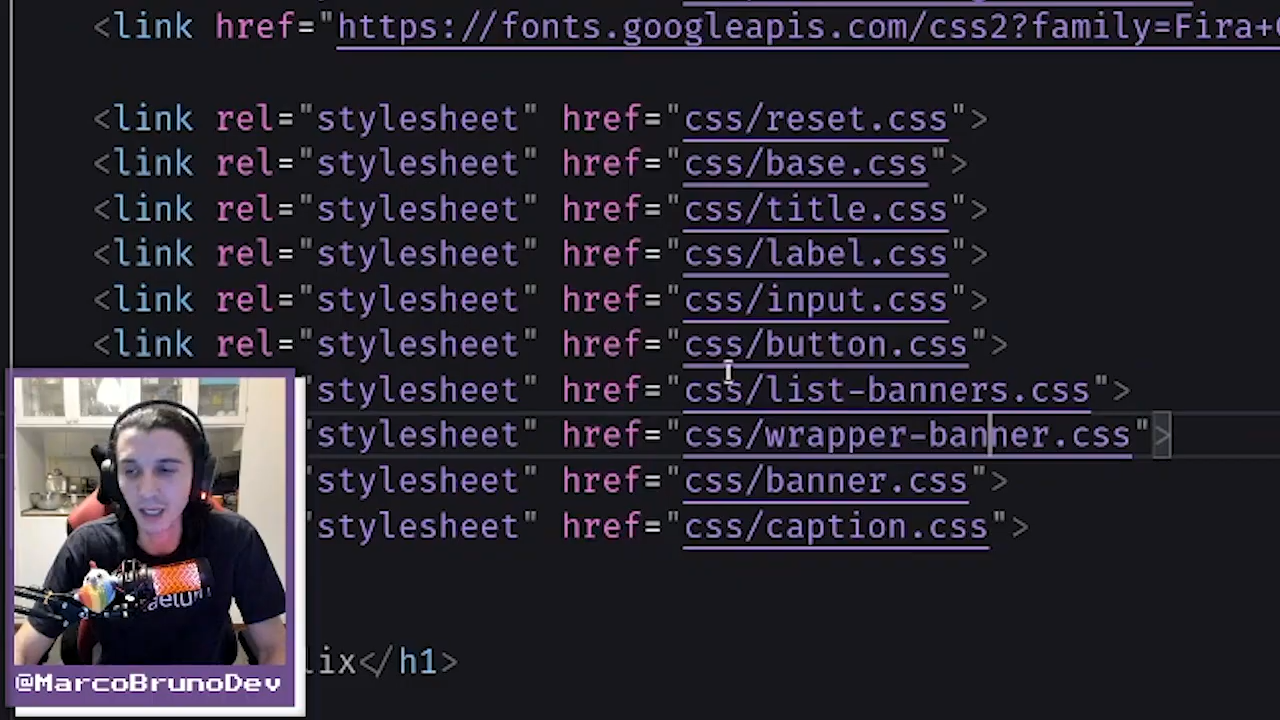 <link href="https://fonts.googleapis.com/css2?family=Fira+
<link rel="stylesheet" href="css/reset.css">
<link rel="stylesheet" href="css/base.css">
<link rel="stylesheet" href="css/title.css">
<link rel="stylesheet" href="css/label.css">
<link rel="stylesheet" href="css/input.css">
<link rel="stylesheet" href="css/button.css">
"stylesheet" href="css/list-banners.css">
"stylesheet" href="css/wrapper-banner.css">
"stylesheet" href="css/banner.css">
"stylesheet" href="css/caption.css">
lix</h1>
@MarcoBrunoDev